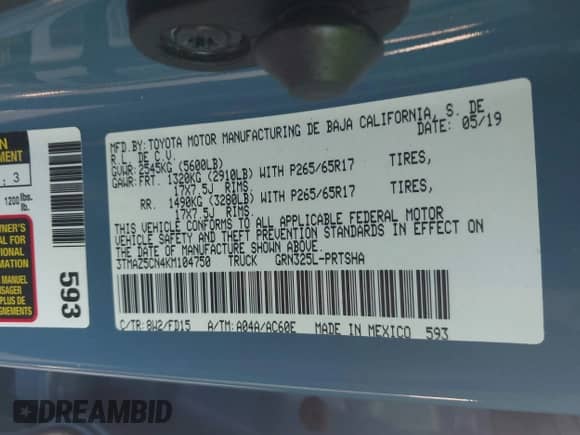 MFD.BY:TOYOTA MOTOR MANUFACTURING DE BAJA CALIFORNIA, S. DE
R.L. DE C.V. DATE: 05/19
GVWR:2545KG (5600LB)
GAWR:FRT. 1320KG (2910LB) WITH P265/65R17 TIRES,
17X7.5J RIMS.
RR. 1490KG (3280LB) WITH P265/65R17 TIRES,
17X7.5J RIMS.
THIS VEHICLE CONFORMS TO ALL APPLICABLE FEDERAL MOTOR
VEHICLE SAFETY AND THEFT PREVENTION STANDARDS IN EFFECT ON
THE DATE OF MANUFACTURE SHOWN ABOVE.
3TMAZ5CN4KM104750 TRUCK GRN325L-PRTSHA
C/TR:8W2/FD15 A/TM:A04A/AC60E MADE IN MEXICO 593
: 3
1200 lbs.
lb.
593
DREAMBID